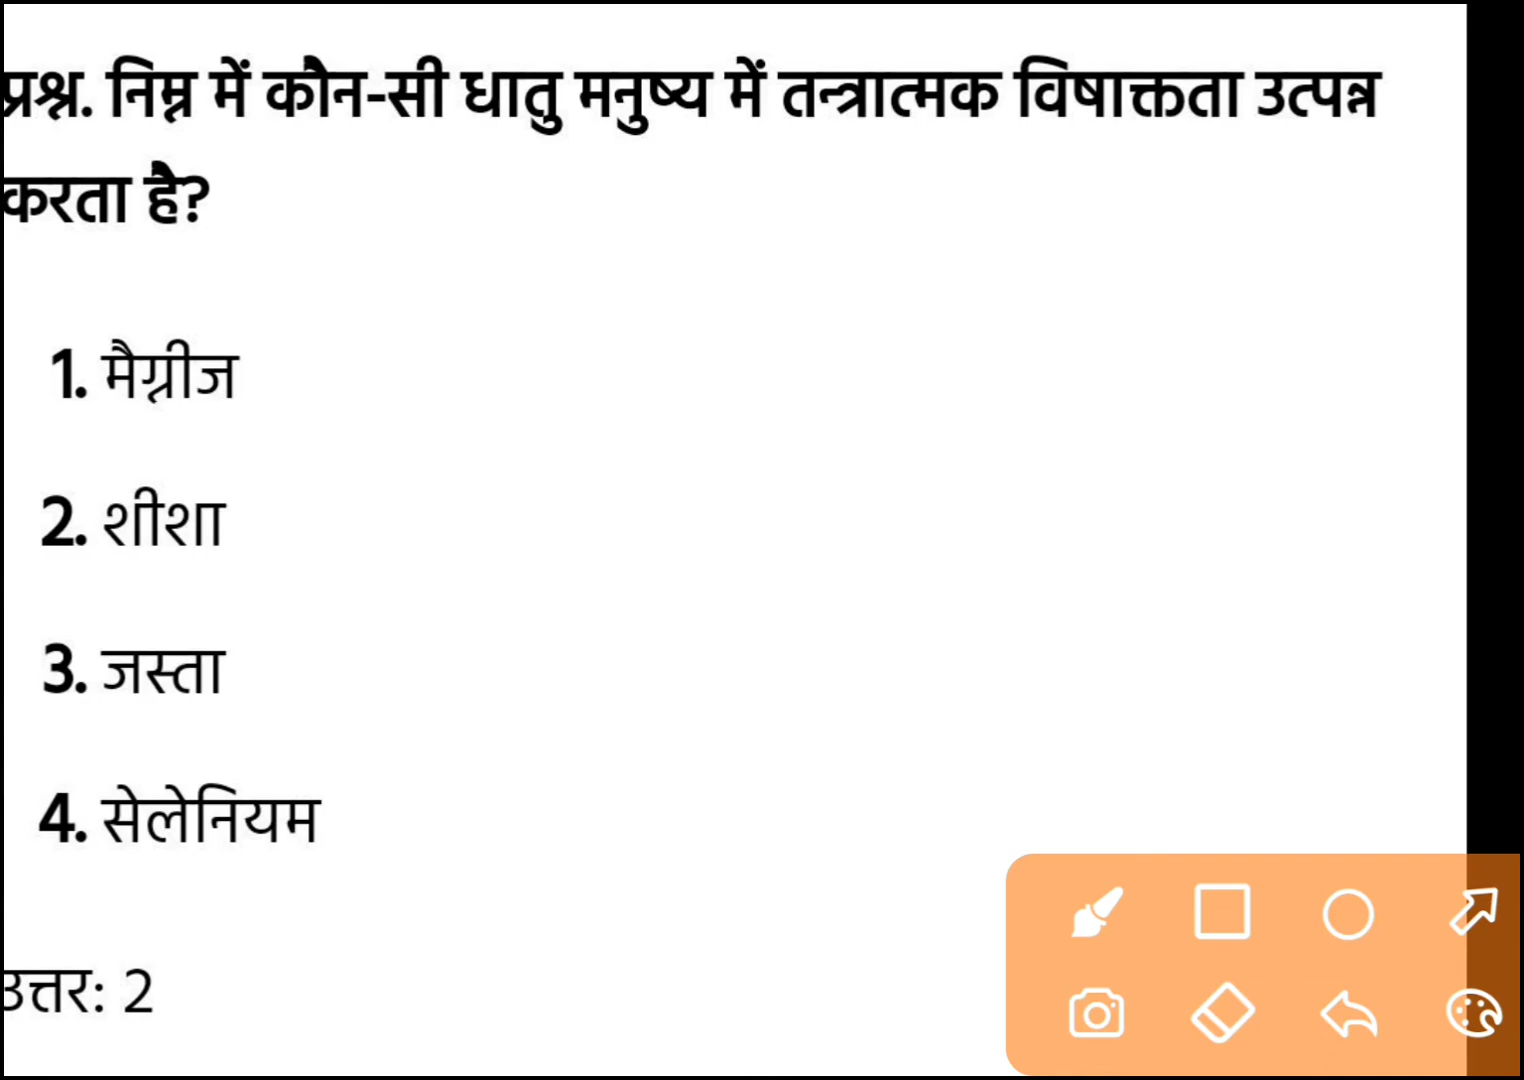 प्रश्न. निम्न में कौन-सी धातु मनुष्य में तन्त्रात्मक विषाक्तता उत्पन्न
करता है?
1. मैग्नीज
2. शीशा
3. जस्ता
4. सेलेनियम
उत्तर: 2